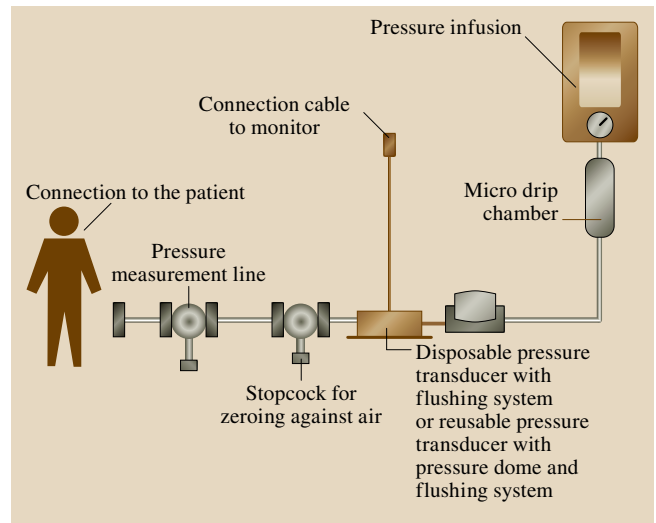 Pressure infusion
Connection cable
to monitor
Connection to the patient
Micro drip
chamber
Pressure
measurement line
Stopcock for
zeroing against air
Disposable pressure
transducer with
flushing system
or reusable pressure
transducer with
pressure dome and
flushing system